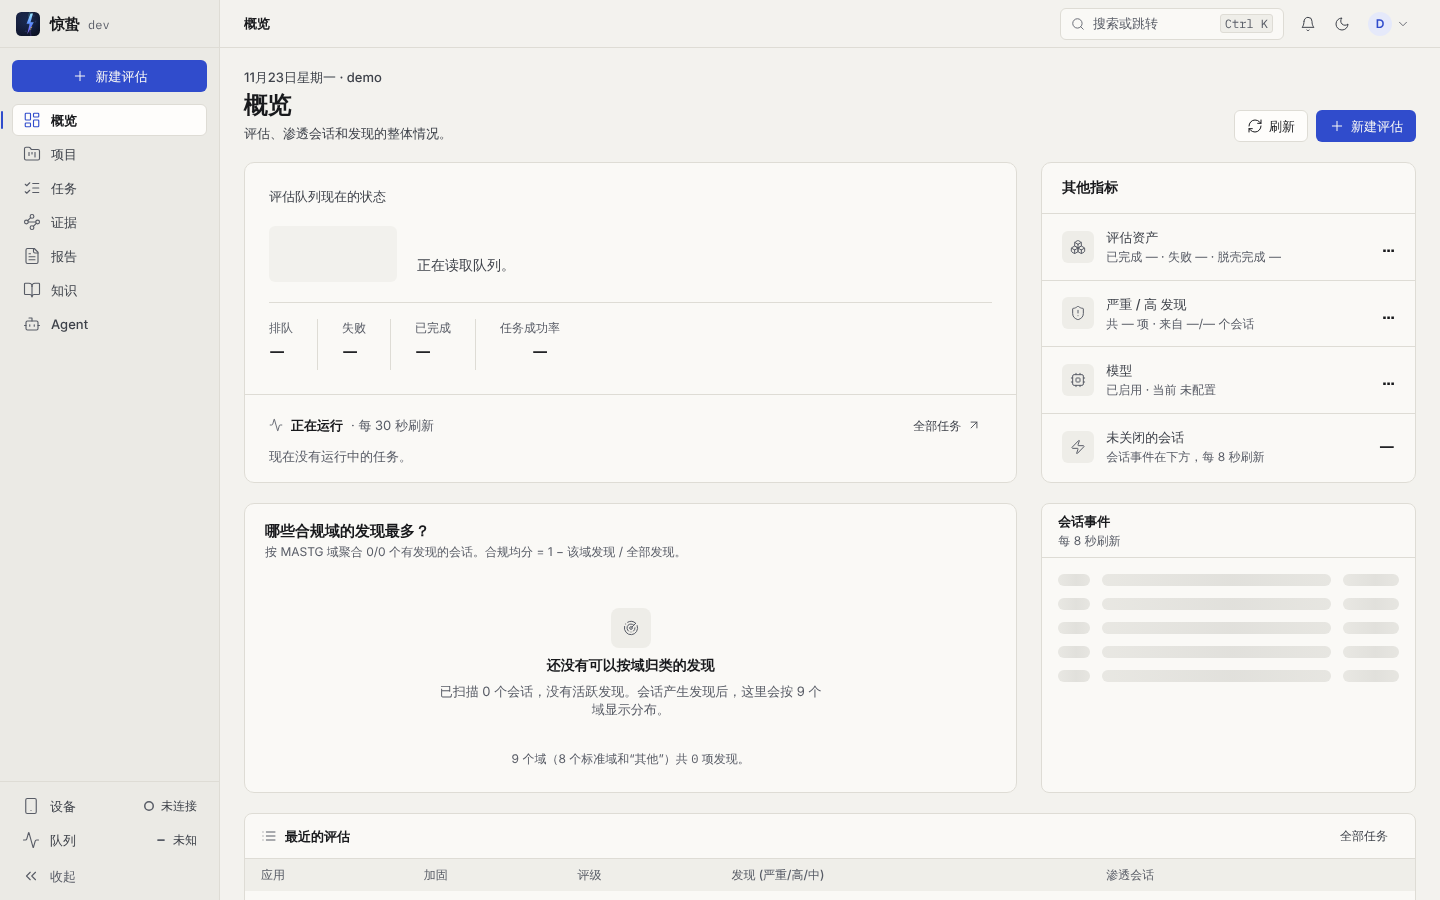 惊蛰 dev
新建评估
概览
项目
任务
证据
报告
知识
Agent
设备 未连接
队列 未知
收起
概览
搜索或跳转 Ctrl K
D
11月23日星期一 · demo
概览
评估、渗透会话和发现的整体情况。
刷新
新建评估
评估队列现在的状态
正在读取队列。
排队 失败 已完成 任务成功率
— — — —
正在运行 · 每 30 秒刷新 全部任务
现在没有运行中的任务。
其他指标
评估资产
已完成 — · 失败 — · 脱壳完成 —
…
严重 / 高 发现
共 — 项 · 来自 —/— 个会话
…
模型
已启用 · 当前 未配置
…
未关闭的会话
会话事件在下方，每 8 秒刷新
—
哪些合规域的发现最多？
按 MASTG 域聚合 0/0 个有发现的会话。合规均分 = 1 − 该域发现 / 全部发现。
还没有可以按域归类的发现
已扫描 0 个会话，没有活跃发现。会话产生发现后，这里会按 9 个
域显示分布。
9 个域（8 个标准域和“其他”）共 0 项发现。
会话事件
每 8 秒刷新
最近的评估 全部任务
应用 加固 评级 发现 (严重/高/中) 渗透会话